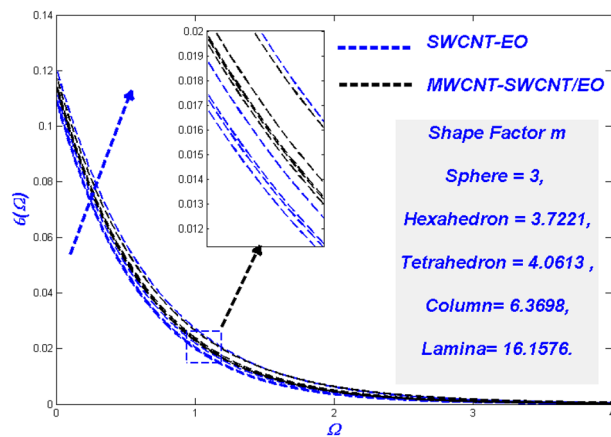 SWCNT-EO
MWCNT-SWCNT/EO
Shape Factor m
Sphere = 3,
Hexahedron = 3.7221,
Tetrahedron = 4.0613 ,
Column= 6.3698,
Lamina= 16.1576.
0.02
0.019
0.018
0.017
0.016
0.015
0.014
0.013
0.012
0.14
0.12
0.1
0.08
0.06
0.04
0.02
0
θ(Ω)
0 1 2 3 4
Ω